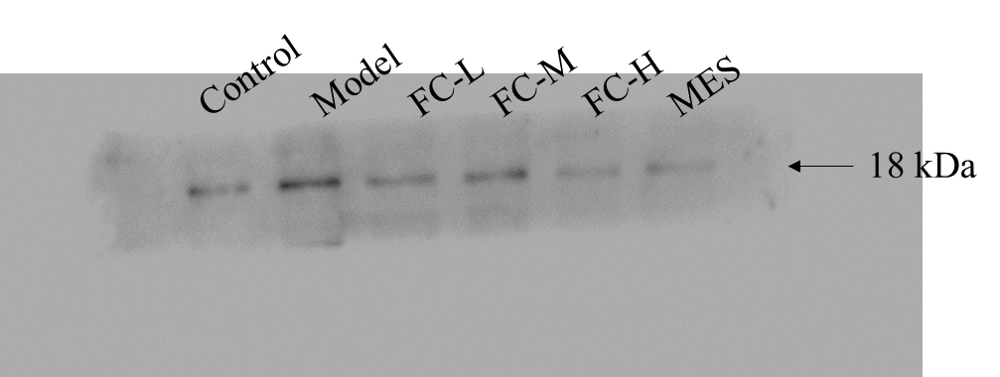 Control
Model
FC-L
FC-M
FC-H
MES
18 kDa